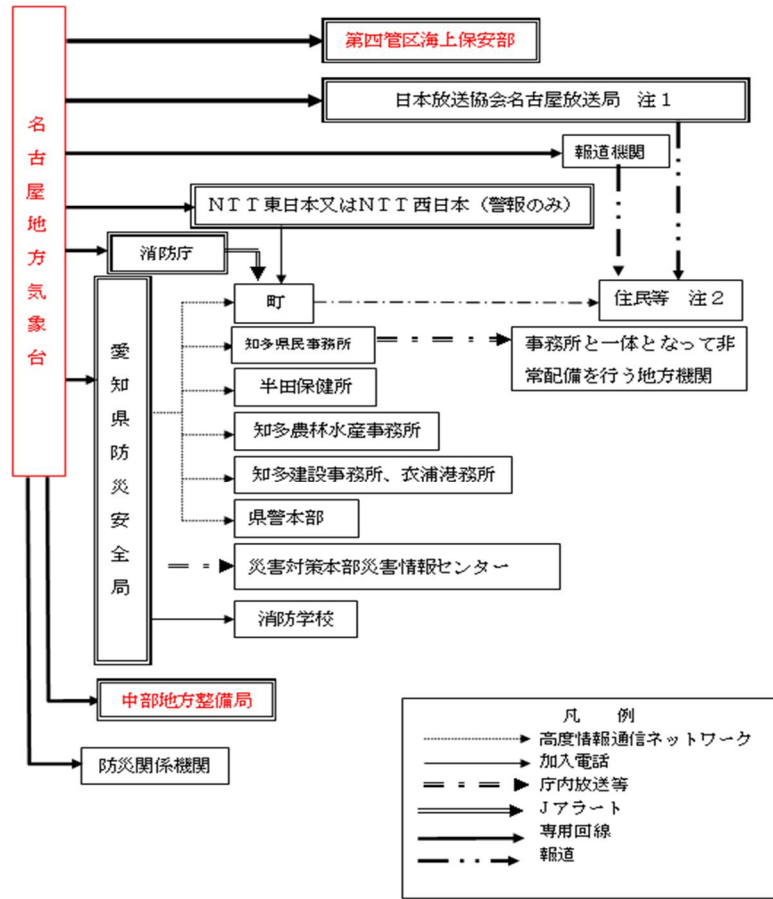 名古屋地方気象台
第四管区海上保安部
日本放送協会名古屋放送局　注１
報道機関
ＮＴＴ東日本又はＮＴＴ西日本（警報のみ）
消防庁
町
住民等　注２
愛知県防災安全局
知多県民事務所
事務所と一体となって非
常配備を行う地方機関
半田保健所
知多農林水産事務所
知多建設事務所、衣浦港務所
県警本部
災害対策本部災害情報センター
消防学校
中部地方整備局
防災関係機関
凡　例
高度情報通信ネットワーク
加入電話
庁内放送等
Ｊアラート
専用回線
報道